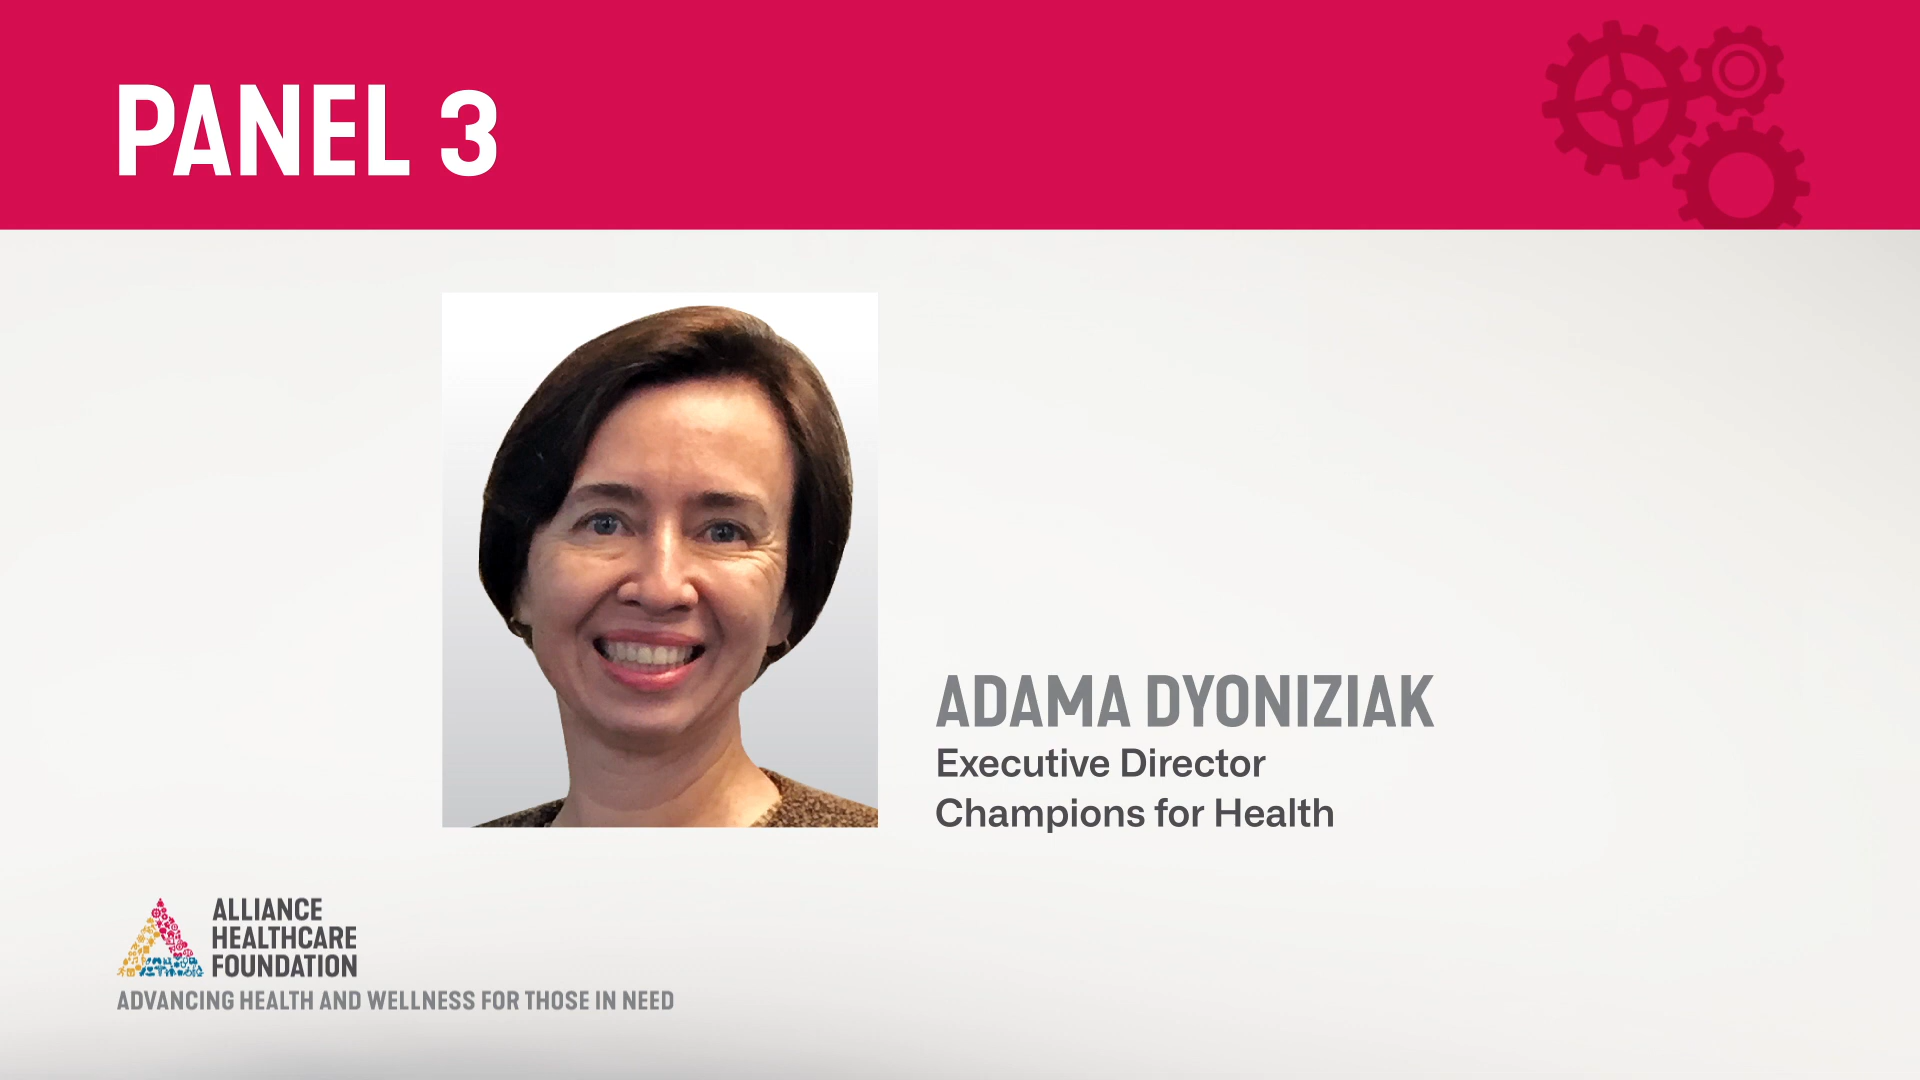 PANEL 3
ADAMA DYONIZIAK
Executive Director
Champions for Health
ALLIANCE
HEALTHCARE
FOUNDATION
ADVANCING HEALTH AND WELLNESS FOR THOSE IN NEED